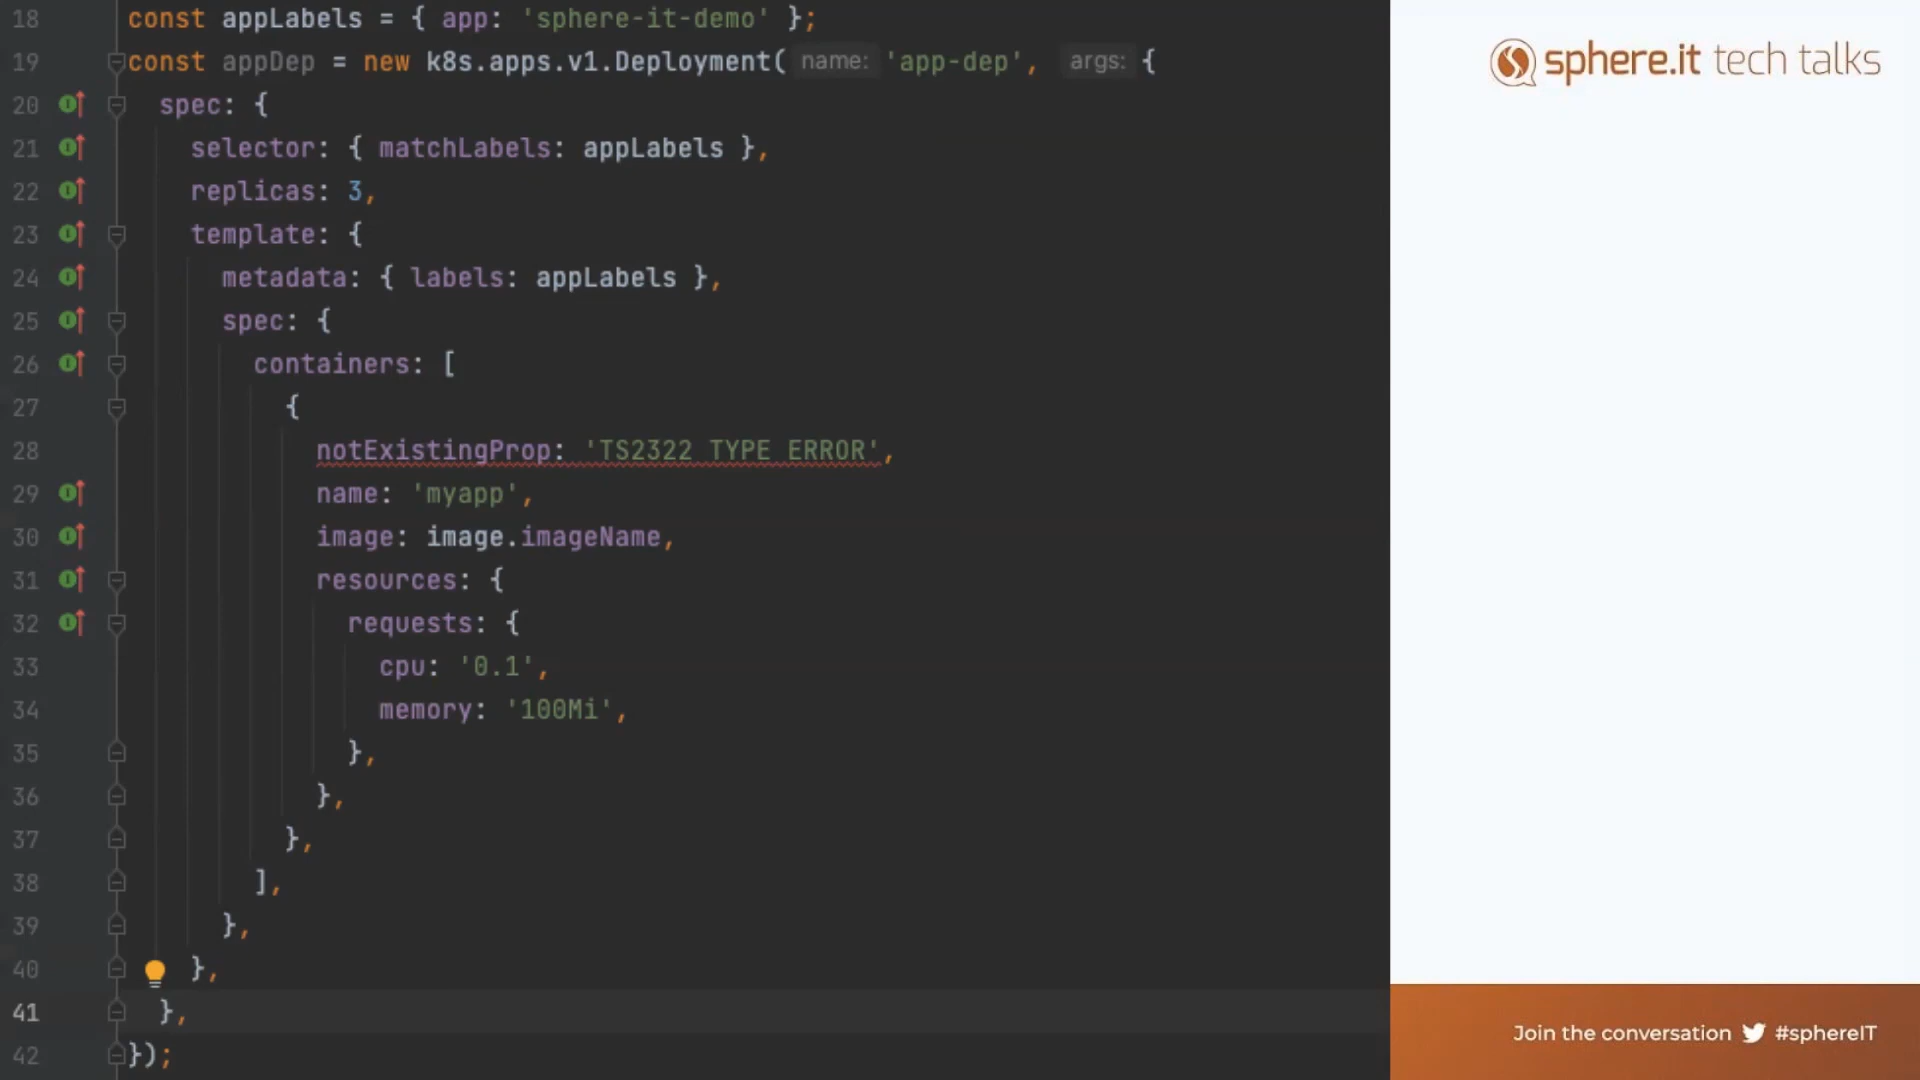 18 const appLabels = { app: 'sphere-it-demo' };
19 const appDep = new k8s.apps.v1.Deployment( name: 'app-dep', args: {
20 spec: {
21 selector: { matchLabels: appLabels },
22 replicas: 3,
23 template: {
24 metadata: { labels: appLabels },
25 spec: {
26 containers: [
27 {
28 notExistingProp: 'TS2322 TYPE ERROR',
29 name: 'myapp',
30 image: image.imageName,
31 resources: {
32 requests: {
33 cpu: '0.1',
34 memory: '100Mi',
35 },
36 },
37 },
38 ],
39 },
40 },
41 },
42 });
sphere.it tech talks
Join the conversation #sphereIT